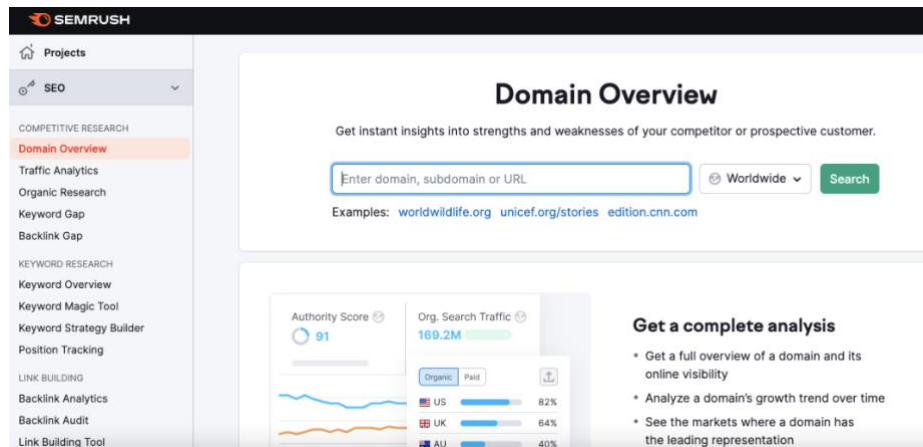 SEMRUSH
Projects
SEO
COMPETITIVE RESEARCH
Domain Overview
Traffic Analytics
Organic Research
Keyword Gap
Backlink Gap
KEYWORD RESEARCH
Keyword Overview
Keyword Magic Tool
Keyword Strategy Builder
Position Tracking
LINK BUILDING
Backlink Analytics
Backlink Audit
Link Building Tool
Domain Overview
Get instant insights into strengths and weaknesses of your competitor or prospective customer.
Enter domain, subdomain or URL
Worldwide
Search
Examples: worldwildlife.org unicef.org/stories edition.cnn.com
Authority Score
91
Org. Search Traffic
169.2M
Organic Paid
US 82%
UK 64%
AU 40%
Get a complete analysis
• Get a full overview of a domain and its
online visibility
• Analyze a domain's growth trend over time
• See the markets where a domain has
the leading representation